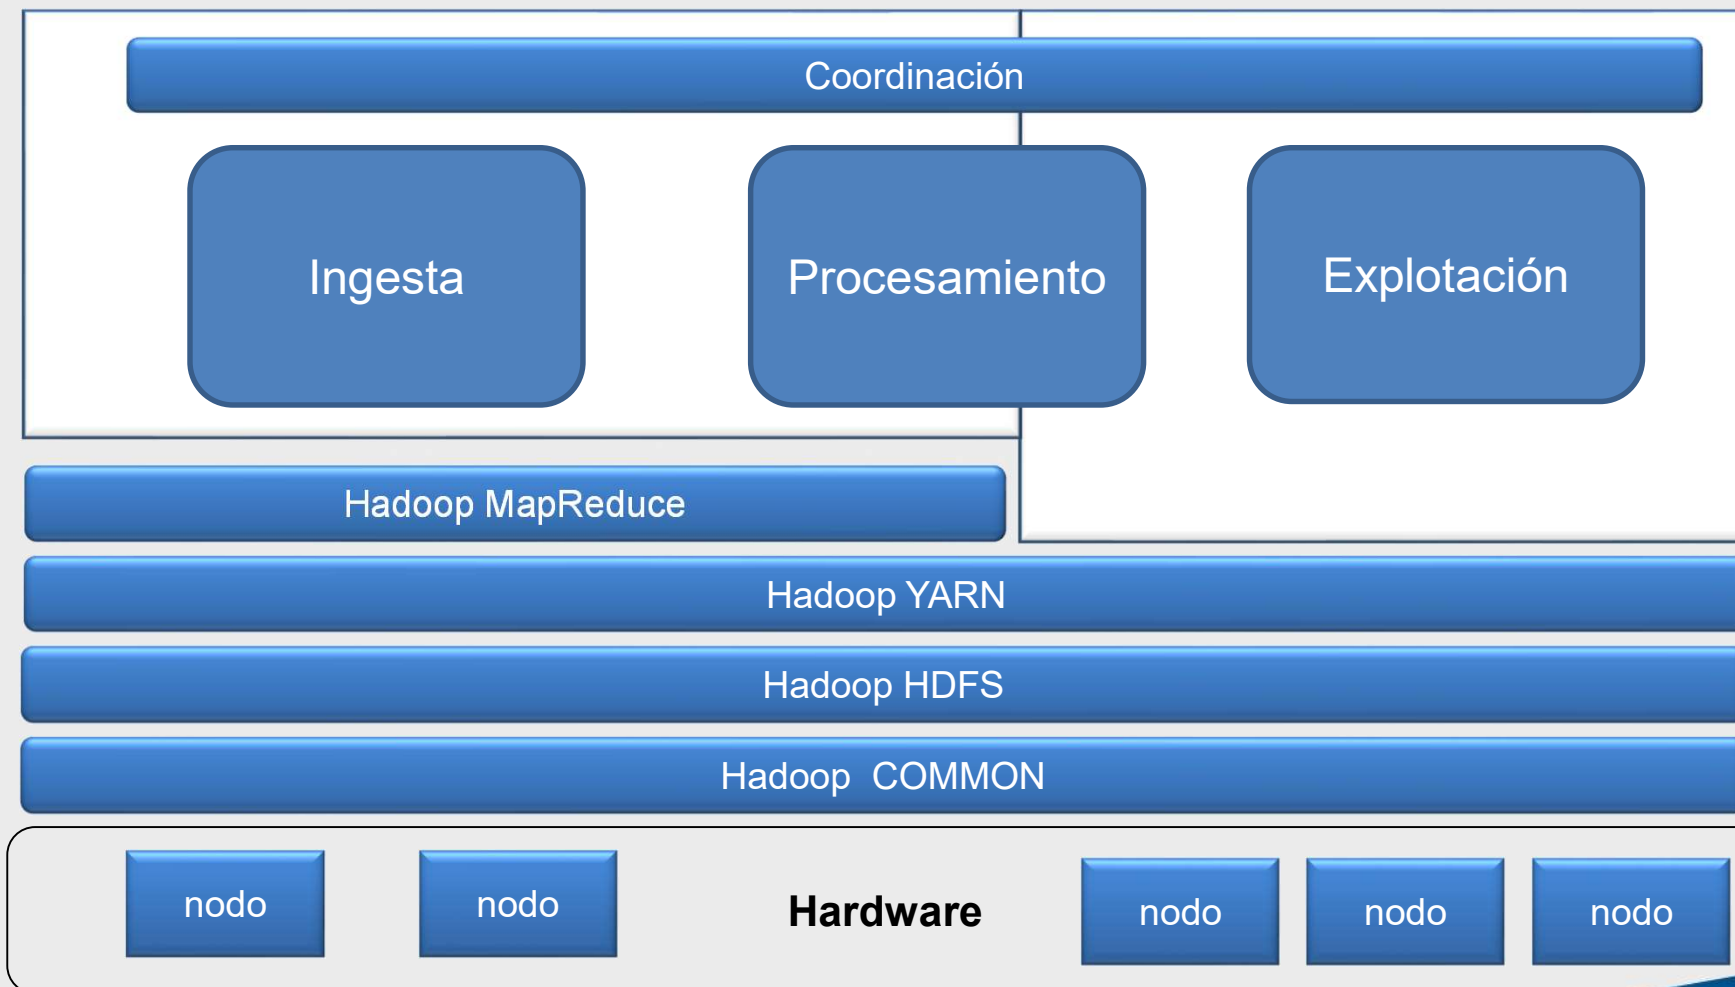 Coordinación
Ingesta
Procesamiento
Explotación
Hadoop MapReduce
Hadoop YARN
Hadoop HDFS
Hadoop COMMON
nodo
nodo
Hardware
nodo
nodo
nodo